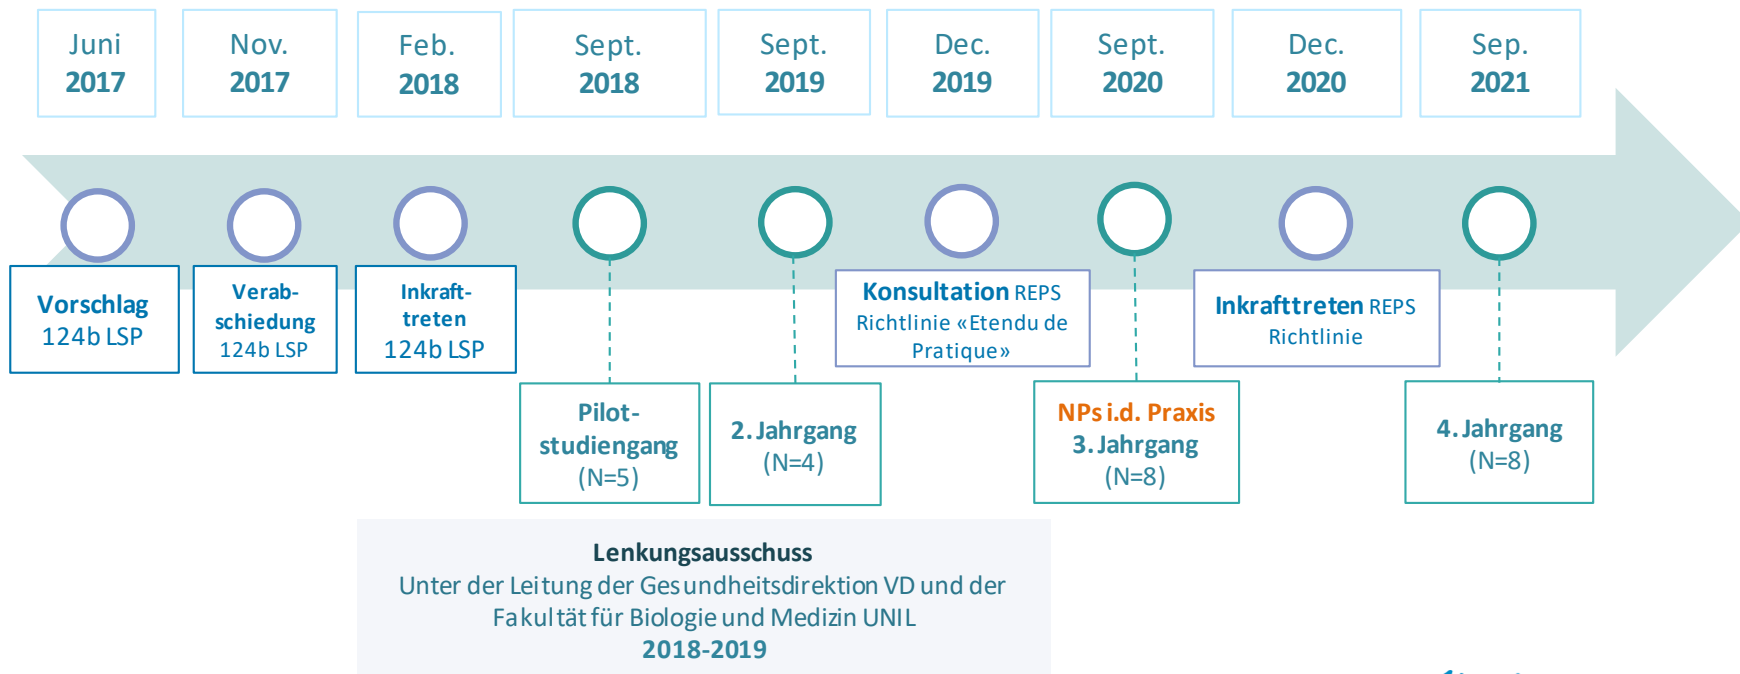 Juni
2017
Nov.
2017
Feb.
2018
Sept.
2018
Sept.
2019
Dec.
2019
Sept.
2020
Dec.
2020
Sep.
2021
Vorschlag
124b LSP
Verab-
schiedung
124b LSP
Inkraft-
treten
124b LSP
Konsultation REPS
Richtlinie «Etendu de
Pratique»
Inkrafttreten REPS
Richtlinie
Pilot-
studiengang
(N=5)
2. Jahrgang
(N=4)
NPs i.d. Praxis
3. Jahrgang
(N=8)
4. Jahrgang
(N=8)
Lenkungsausschuss
Unter der Leitung der Gesundheitsdirektion VD und der
Fakultät für Biologie und Medizin UNIL
2018-2019